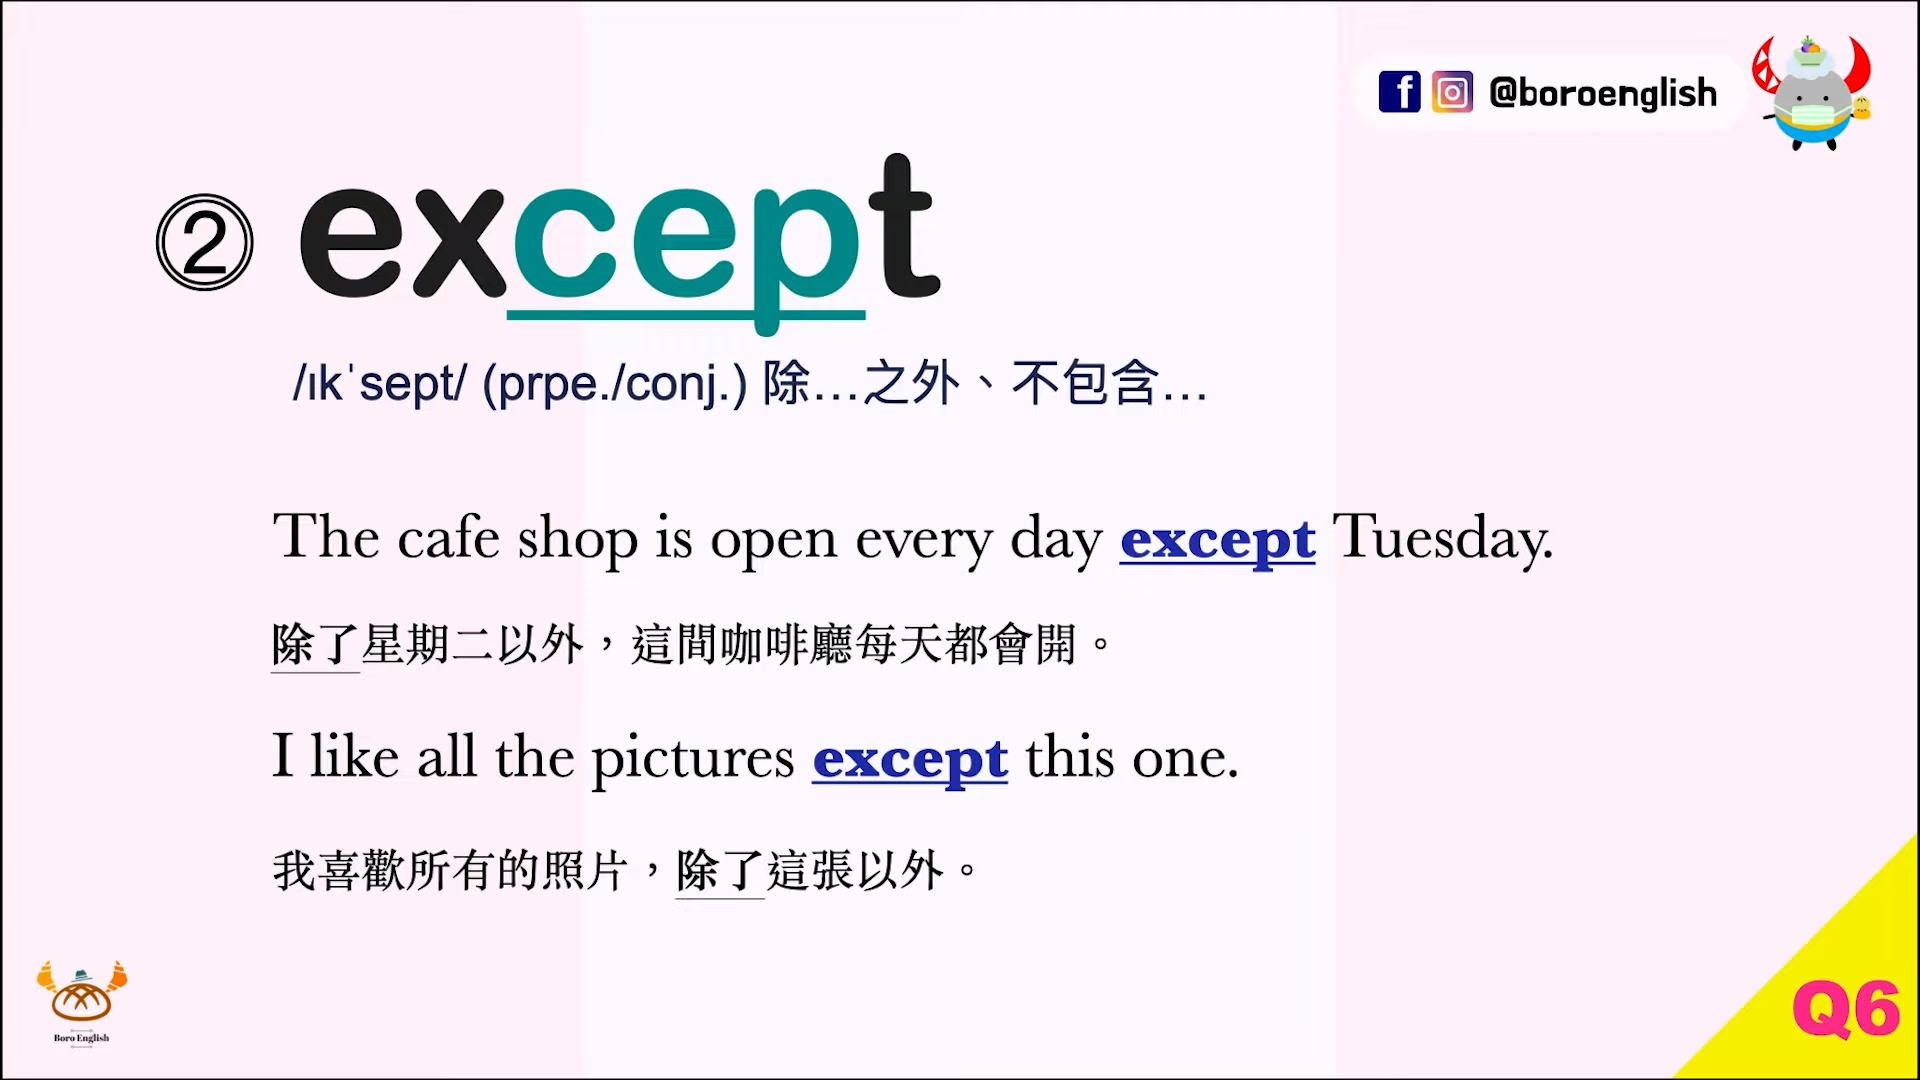 @boroenglish
② except
/ɪkˈsept/ (prpe./conj.) 除…之外、不包含…
The cafe shop is open every day except Tuesday.
除了星期二以外，這間咖啡廳每天都會開。
I like all the pictures except this one.
我喜歡所有的照片，除了這張以外。
Boro English
Q6